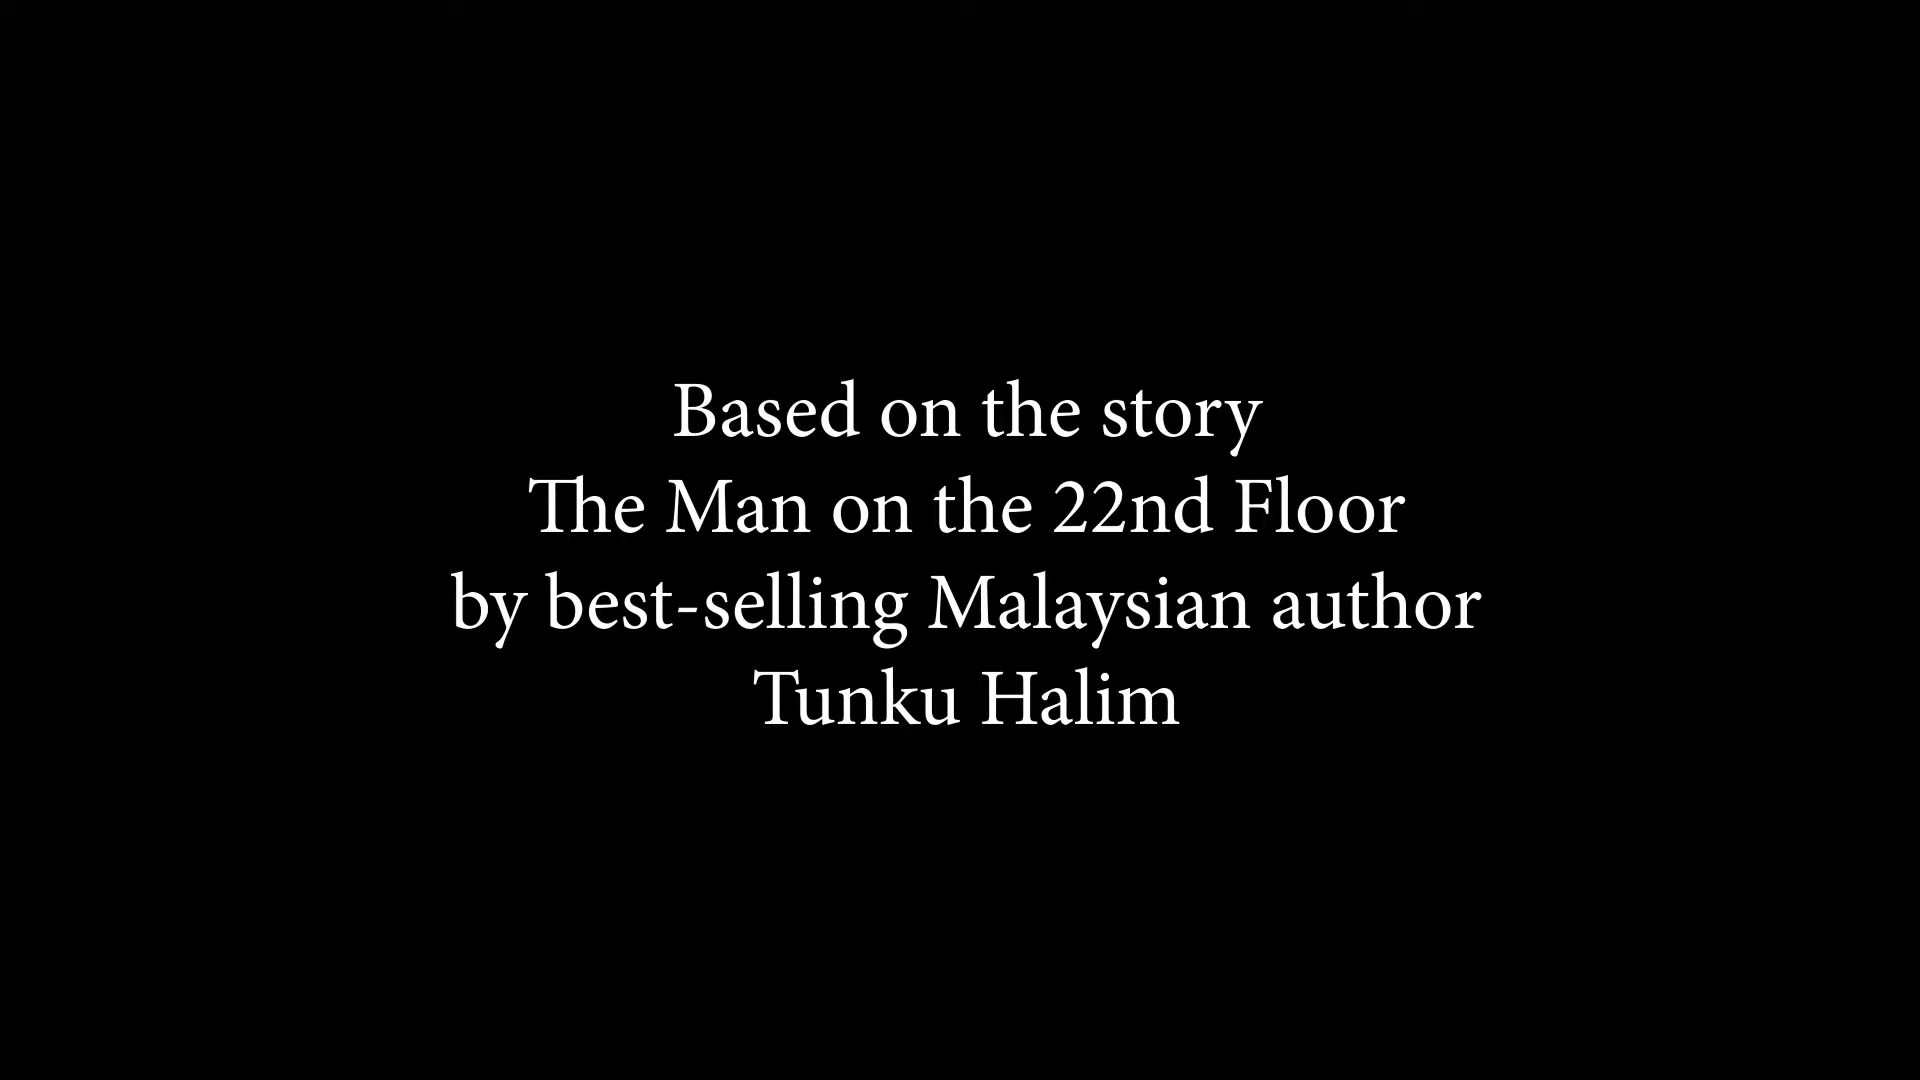 Based on the story
The Man on the 22nd Floor
by best-selling Malaysian author
Tunku Halim